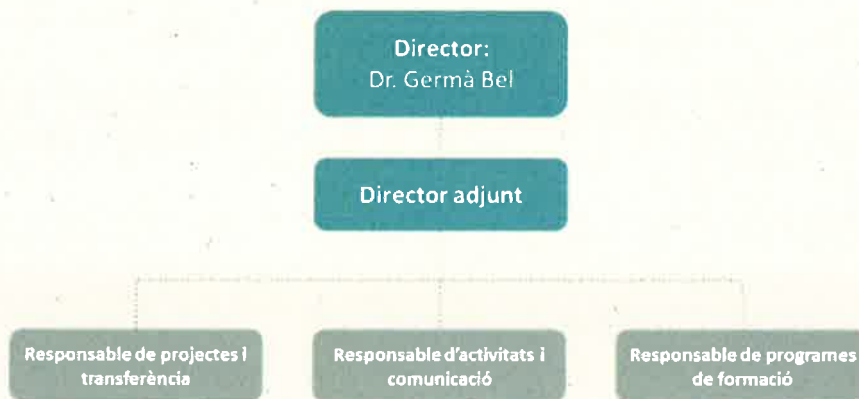 Director:
Dr. Germà Bel
Director adjunt
Responsable de projectes i
transferència
Responsable d'activitats i
comunicació
Responsable de programes
de formació